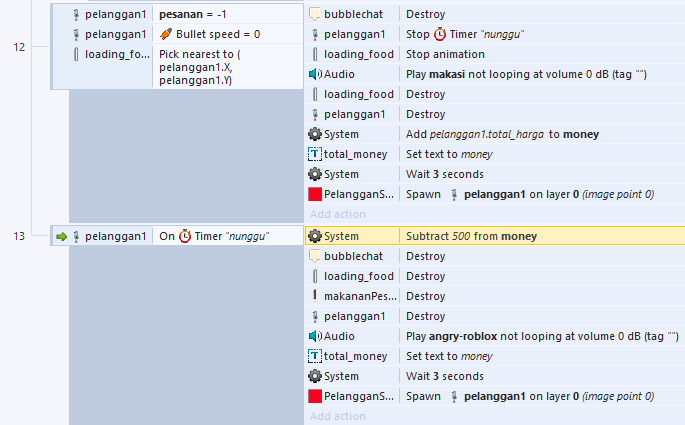 pelanggan1 pesanan = -1 bubblechat Destroy
12 pelanggan1 Bullet speed = 0 pelanggan1 Stop Timer "nunggu"
loading_fo... Pick nearest to ( loading_food Stop animation
pelanggan1.X, Audio Play makasi not looping at volume 0 dB (tag "")
pelanggan1.Y) loading_food Destroy
pelanggan1 Destroy
System Add pelanggan1.total_harga to money
total_money Set text to money
System Wait 3 seconds
PelangganS... Spawn pelanggan1 on layer 0 (image point 0)
Add action
13 pelanggan1 On Timer "nunggu" System Subtract 500 from money
bubblechat Destroy
loading_food Destroy
makananPes... Destroy
pelanggan1 Destroy
Audio Play angry-roblox not looping at volume 0 dB (tag "")
total_money Set text to money
System Wait 3 seconds
PelangganS... Spawn pelanggan1 on layer 0 (image point 0)
Add action